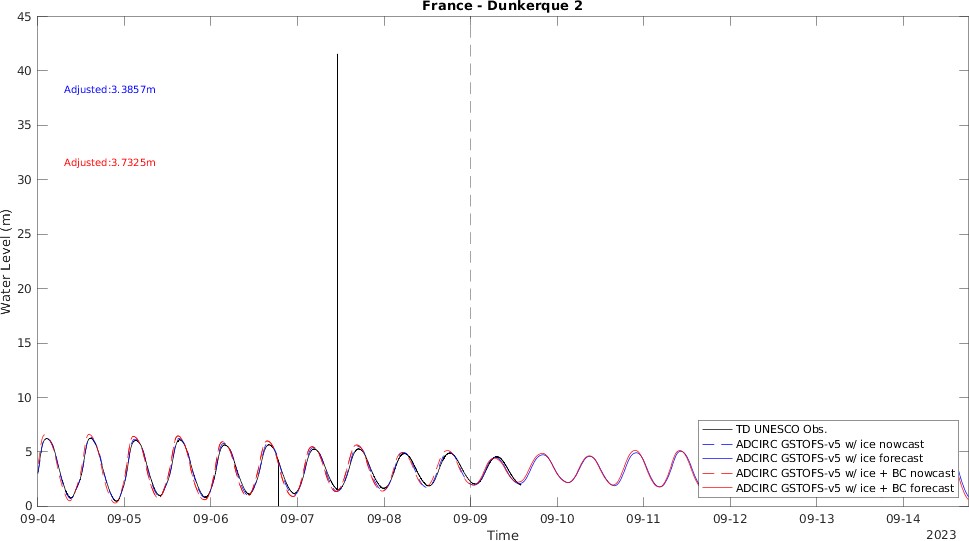 France - Dunkerque 2
45
40
35
30
25
20
15
10
5
0
Water Level (m)
Adjusted:3.3857m
Adjusted:3.7325m
TD UNESCO Obs.
ADCIRC GSTOFS-v5 w/ ice nowcast
ADCIRC GSTOFS-v5 w/ ice forecast
ADCIRC GSTOFS-v5 w/ ice + BC nowcast
ADCIRC GSTOFS-v5 w/ ice + BC forecast
09-04 09-05 09-06 09-07 09-08 09-09 09-10 09-11 09-12 09-13 09-14
Time
2023